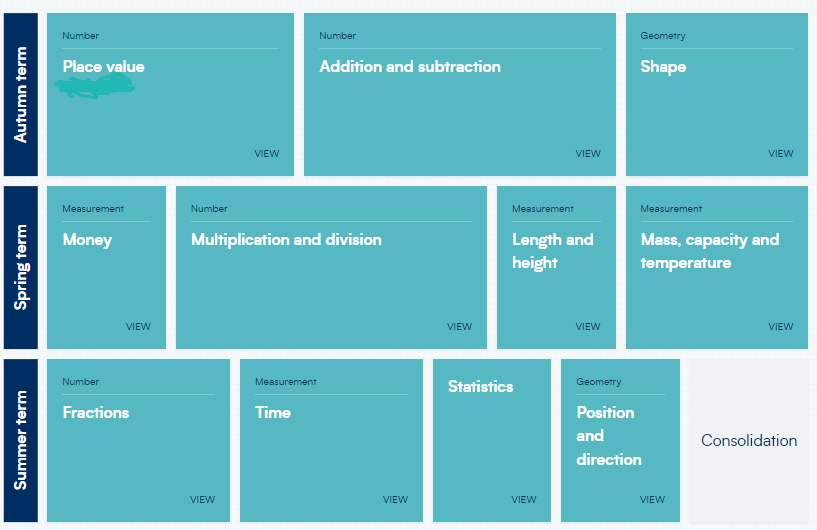 Autumn term
Number
Place value
VIEW
Number
Addition and subtraction
VIEW
Geometry
Shape
VIEW
Spring term
Measurement
Money
VIEW
Number
Multiplication and division
VIEW
Measurement
Length and
height
VIEW
Measurement
Mass, capacity and
temperature
VIEW
Summer term
Number
Fractions
VIEW
Measurement
Time
VIEW
Statistics
VIEW
Geometry
Position
and
direction
VIEW
Consolidation